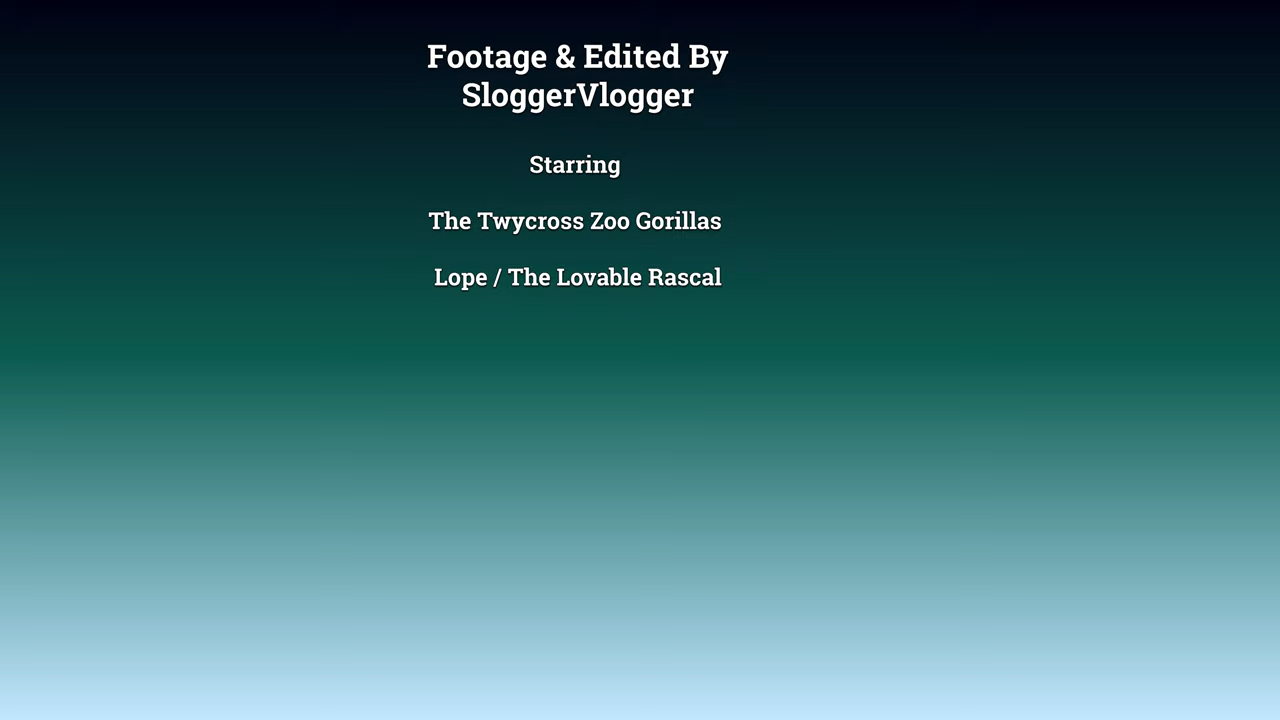 Footage & Edited By
SloggerVlogger
Starring
The Twycross Zoo Gorillas
Lope / The Lovable Rascal